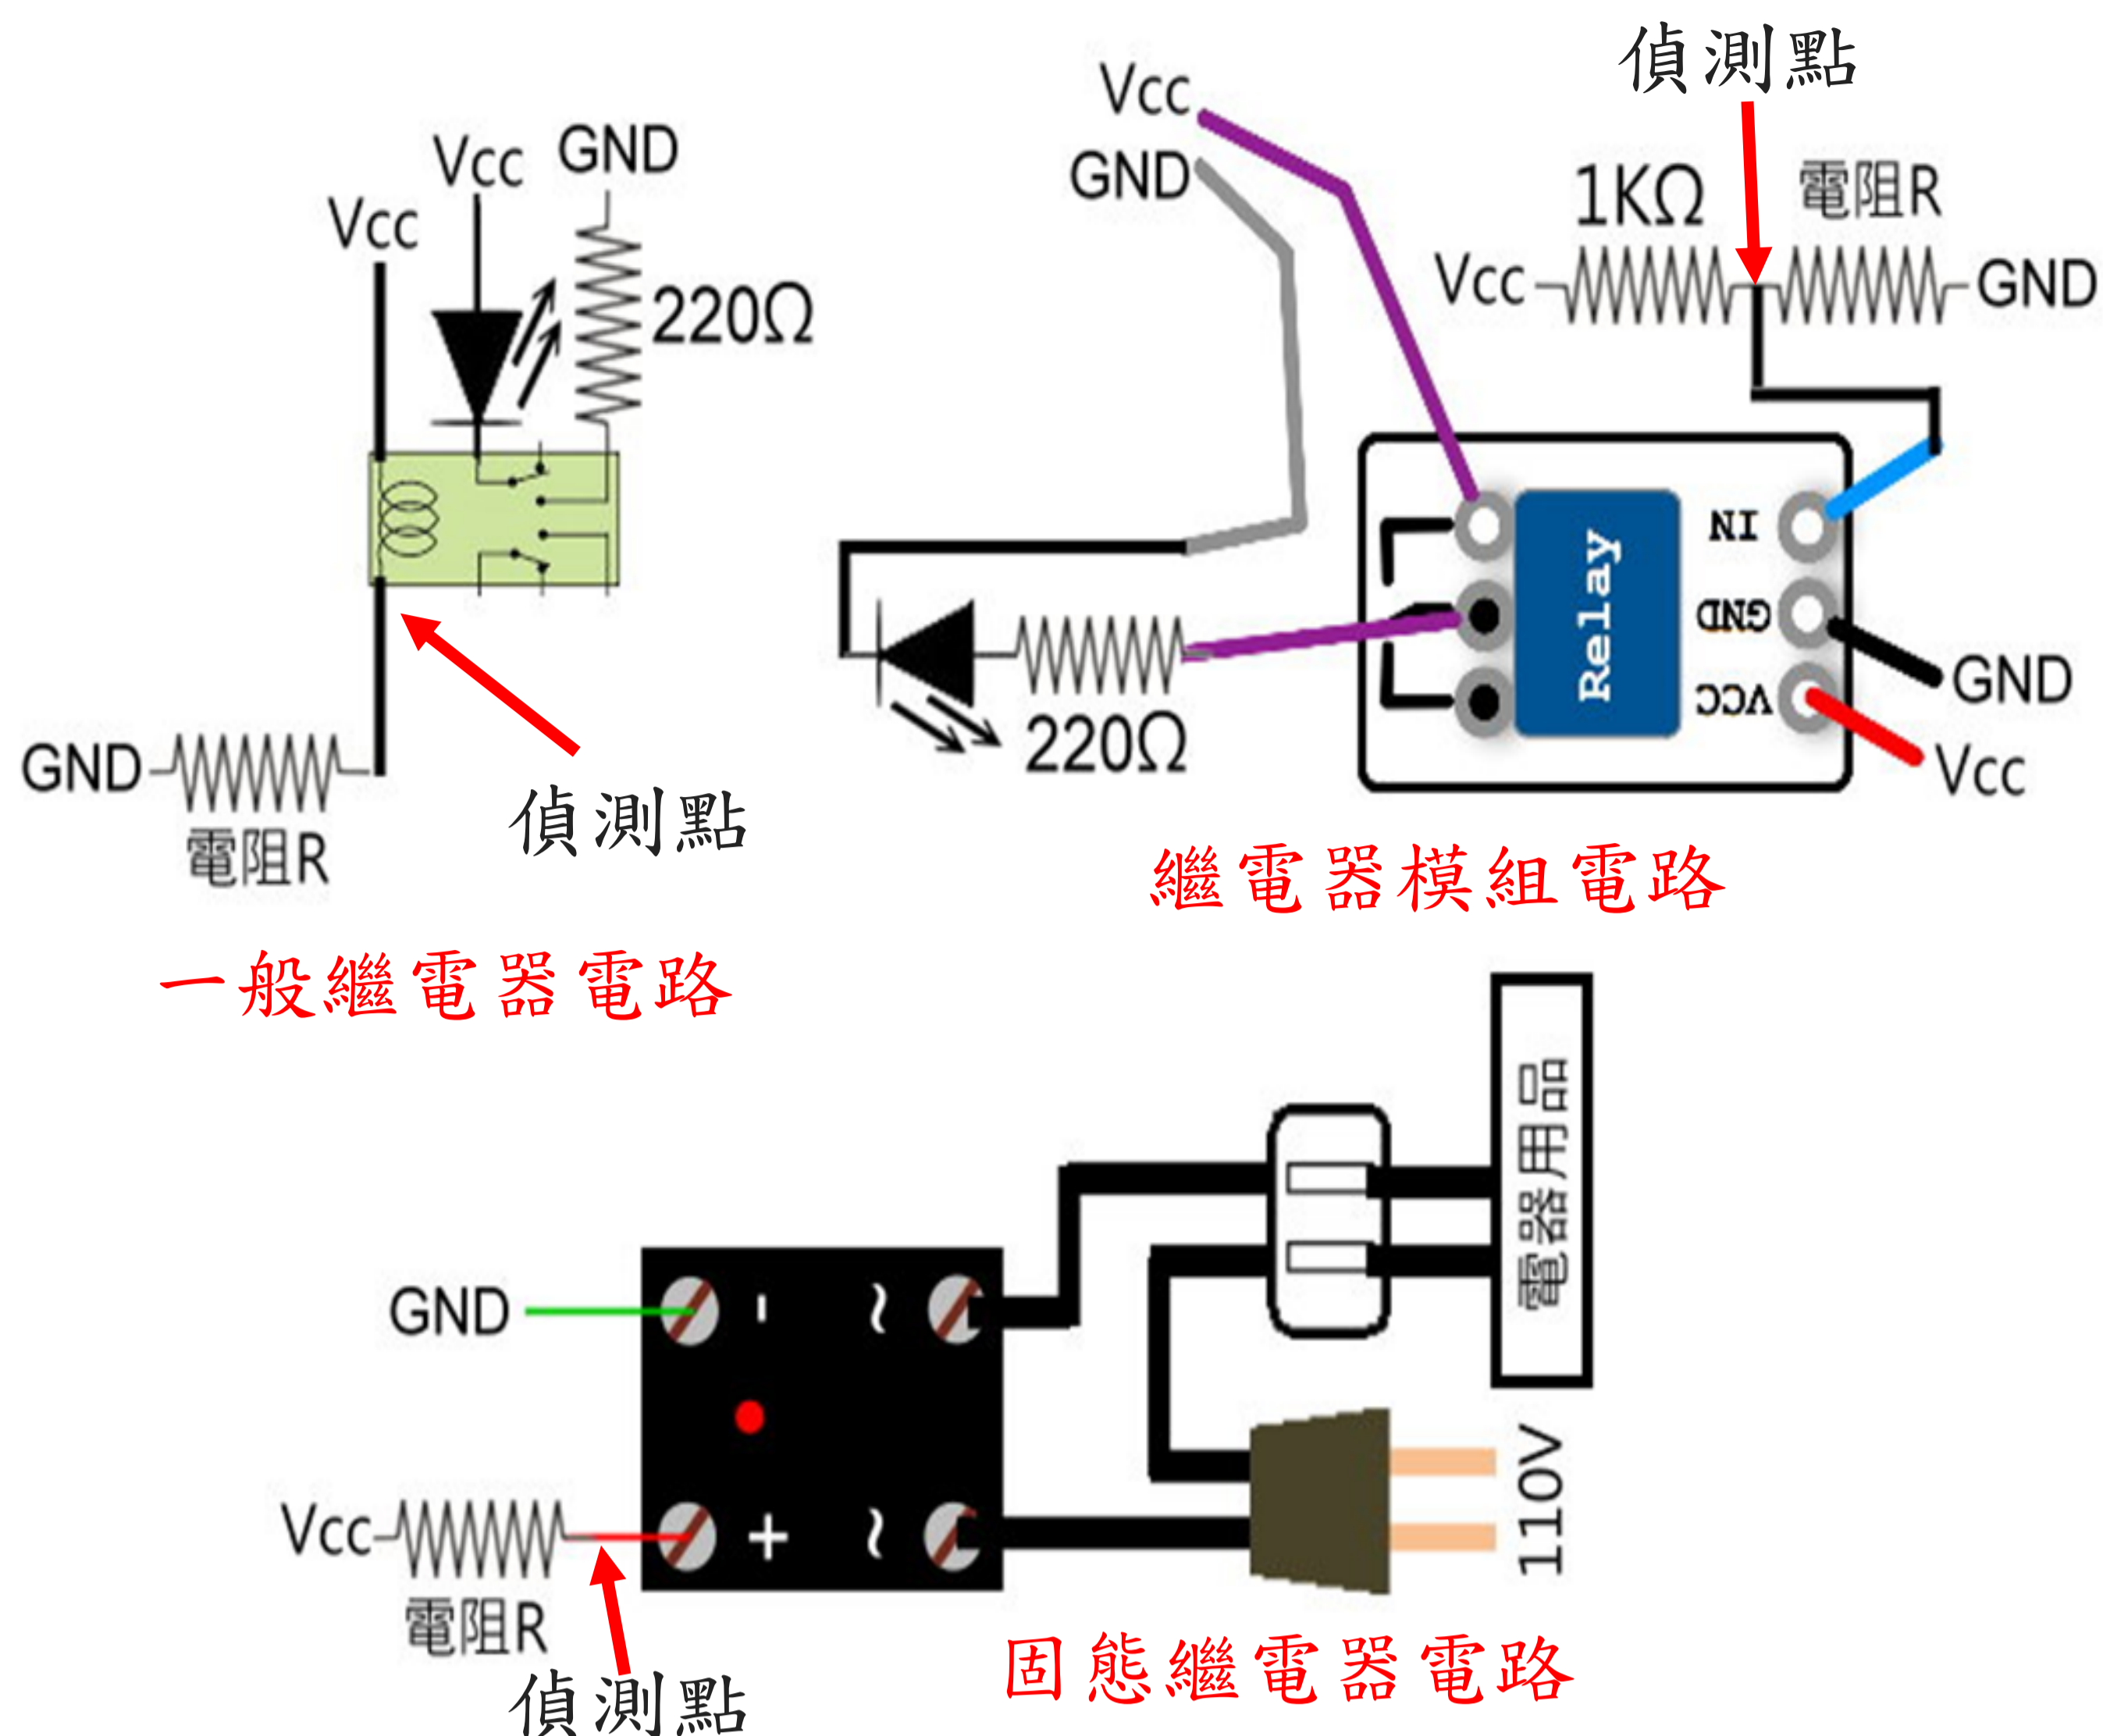 Vcc
Vcc
GND
220Ω
GND
電阻R
偵測點
一般繼電器電路
Vcc
GND
偵測點
1KΩ
電阻R
Vcc
GND
Relay
IN
GND
VCC
GND
Vcc
220Ω
繼電器模組電路
GND
-
~
+
~
Vcc
電阻R
偵測點
電器用品
110V
固態繼電器電路